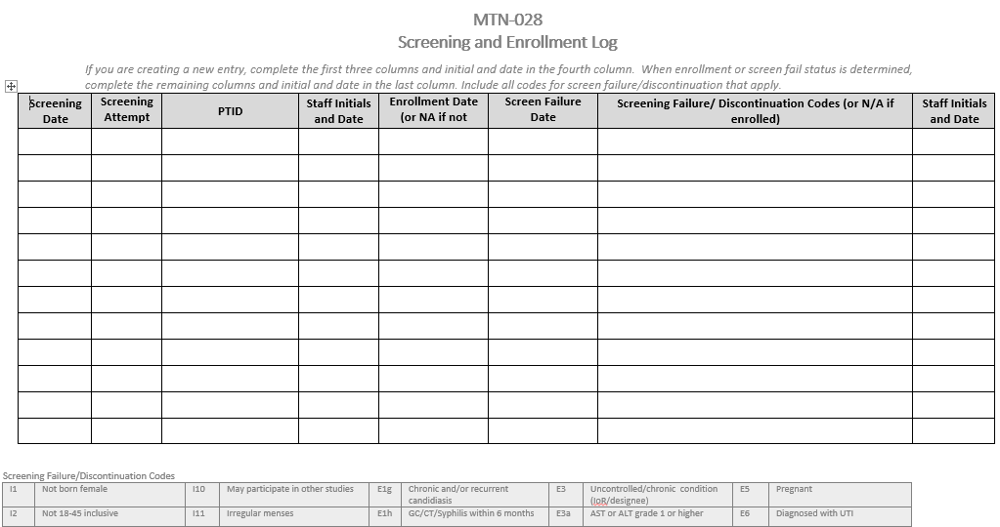 MTN-028
Screening and Enrollment Log
If you are creating a new entry, complete the first three columns and initial and date in the fourth column. When enrollment or screen fail status is determined,
complete the remaining columns and initial and date in the last column. Include all codes for screen failure/discontinuation that apply.
Screening Date
Screening Attempt
PTID
Staff Initials and Date
Enrollment Date (or NA if not
Screen Failure Date
Screening Failure/ Discontinuation Codes (or N/A if enrolled)
Staff Initials and Date
Screening Failure/Discontinuation Codes
I1 Not born female I10 May participate in other studies E1g Chronic and/or recurrent candidiasis E3 Uncontrolled/chronic condition (IoR/designee) E5 Pregnant
I2 Not 18-45 inclusive I11 Irregular menses E1h GC/CT/Syphilis within 6 months E3a AST or ALT grade 1 or higher E6 Diagnosed with UTI